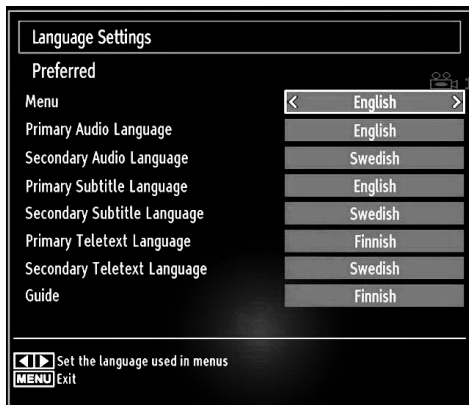 Language Settings
Preferred
Menu < English >
Primary Audio Language English
Secondary Audio Language Swedish
Primary Subtitle Language English
Secondary Subtitle Language Swedish
Primary Teletext Language Finnish
Secondary Teletext Language Swedish
Guide Finnish
Set the language used in menus
MENU Exit